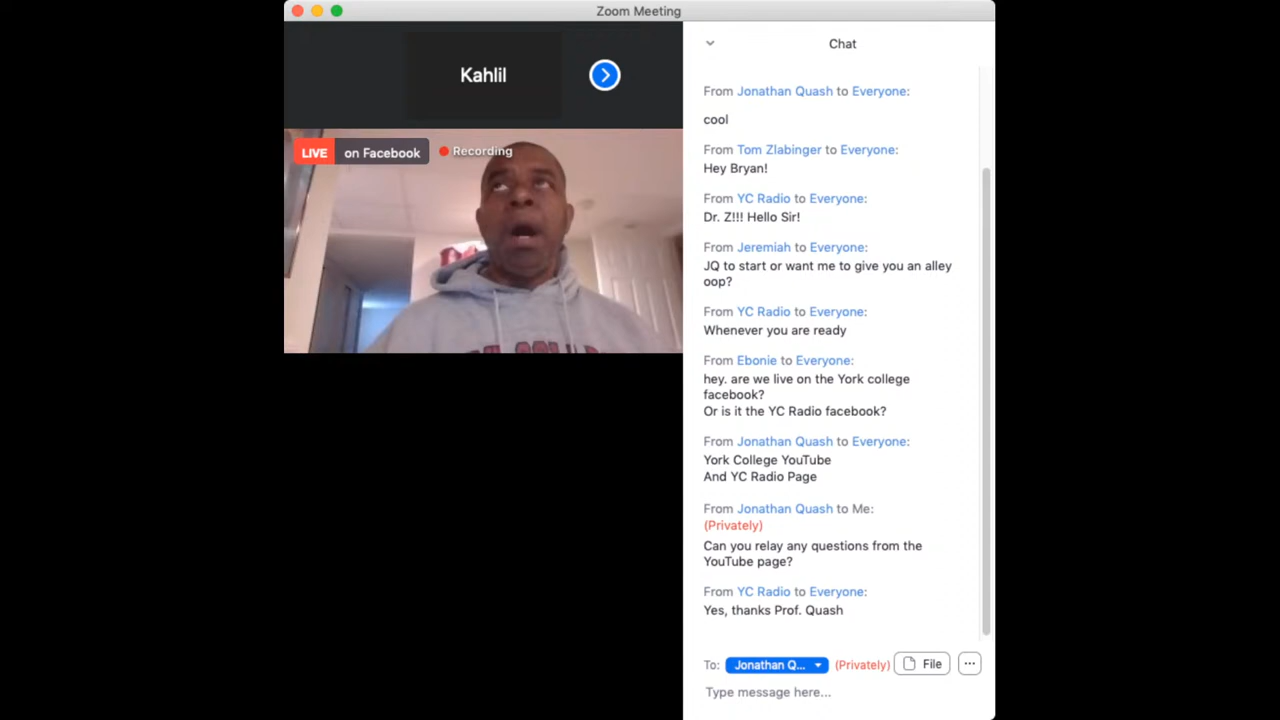 Zoom Meeting
Kahlil
LIVE on Facebook
Recording
Chat
From Jonathan Quash to Everyone:
cool
From Tom Zlabinger to Everyone:
Hey Bryan!
From YC Radio to Everyone:
Dr. Z!!! Hello Sir!
From Jeremiah to Everyone:
JQ to start or want me to give you an alley
oop?
From YC Radio to Everyone:
Whenever you are ready
From Ebonie to Everyone:
hey. are we live on the York college
facebook?
Or is it the YC Radio facebook?
From Jonathan Quash to Everyone:
York College YouTube
And YC Radio Page
From Jonathan Quash to Me:
(Privately)
Can you relay any questions from the
YouTube page?
From YC Radio to Everyone:
Yes, thanks Prof. Quash
To: Jonathan Q... (Privately) File ...
Type message here...